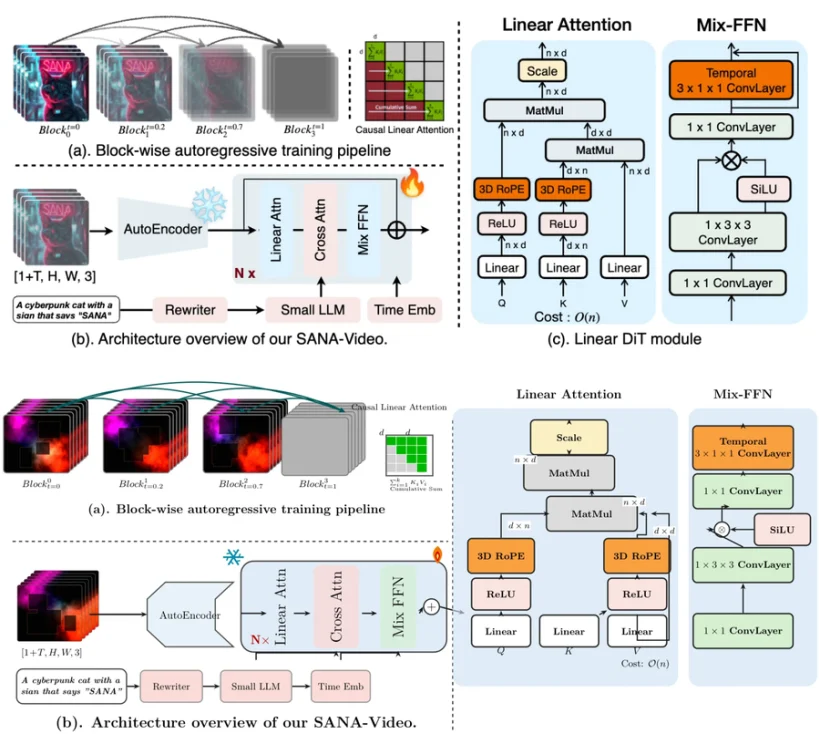 SANA
SANA
SANA
Block₀ᵗ⁼⁰
Block₁ᵗ⁼⁰·²
Block₂ᵗ⁼⁰·⁷
Block₃ᵗ⁼¹
d
d
Cumulative Sum
Causal Linear Attention
(a). Block-wise autoregressive training pipeline
[1+T, H, W, 3]
AutoEncoder
Linear Attn
Cross Attn
Mix FFN
N x
A cyberpunk cat with a
sign that says "SANA"
Rewriter
Small LLM
Time Emb
(b). Architecture overview of our SANA-Video.
Linear Attention
n x d
Scale
n x d
MatMul
n x d
d x d
MatMul
d x n
n x d
3D RoPE
3D RoPE
ReLU
ReLU
n x d
d x n
Linear
Linear
Linear
Q
K
V
Cost : O(n)
Mix-FFN
Temporal
3 x 1 x 1 ConvLayer
1 x 1 ConvLayer
SiLU
1 x 3 x 3
ConvLayer
1 x 1 ConvLayer
(c). Linear DiT module
Block⁰ₜ₌₀
Block¹ₜ₌₀.₂
Block²ₜ₌₀.₇
Block³ₜ₌₁
Causal Linear Attention
d
d
Cumulative Sum
(a). Block-wise autoregressive training pipeline
[1+T, H, W, 3]
AutoEncoder
Linear Attn
Cross Attn
Mix FFN
N×
A cyberpunk cat with a
sian that says "SANA"
Rewriter
Small LLM
Time Emb
(b). Architecture overview of our SANA-Video.
Linear Attention
Scale
n × d
MatMul
n × d
MatMul
d × n
d × d
3D RoPE
3D RoPE
ReLU
ReLU
Linear
Linear
Linear
Q
K
V
Cost: O(n)
Mix-FFN
Temporal
3 × 1 × 1 ConvLayer
1 × 1 ConvLayer
⊗
SiLU
1 × 3 × 3 ConvLayer
1 × 1 ConvLayer